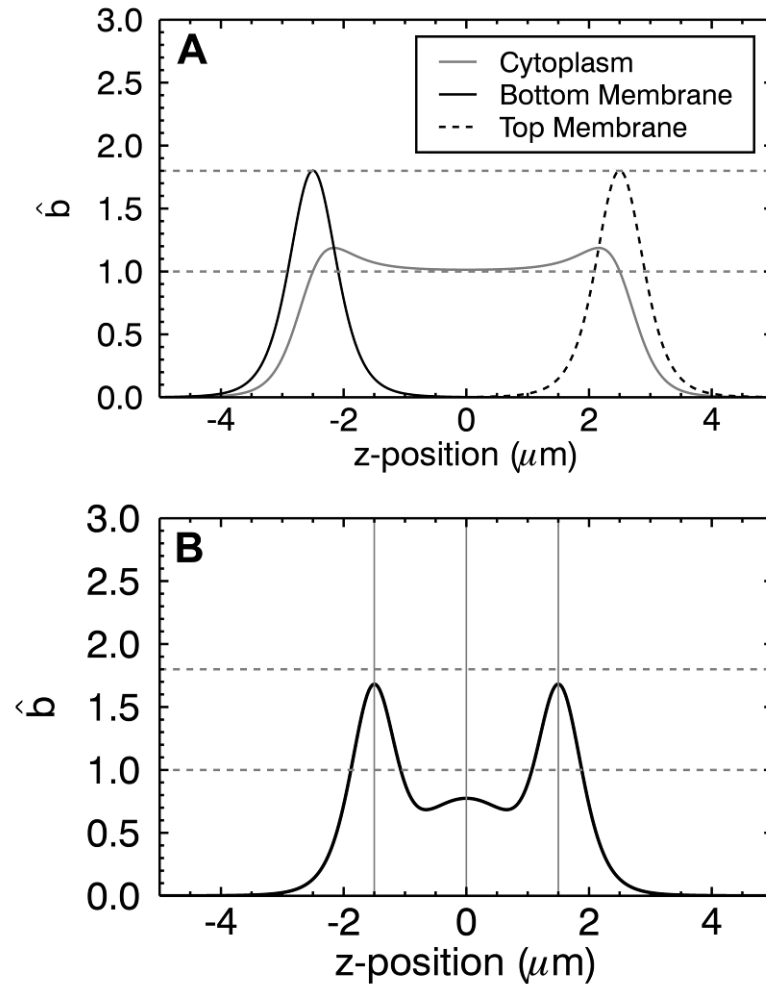 A
Cytoplasm
Bottom Membrane
Top Membrane
3.0
2.5
2.0
1.5
1.0
0.5
0.0
b̂
-4 -2 0 2 4
z-position (μm)
B
3.0
2.5
2.0
1.5
1.0
0.5
0.0
b̂
-4 -2 0 2 4
z-position (μm)